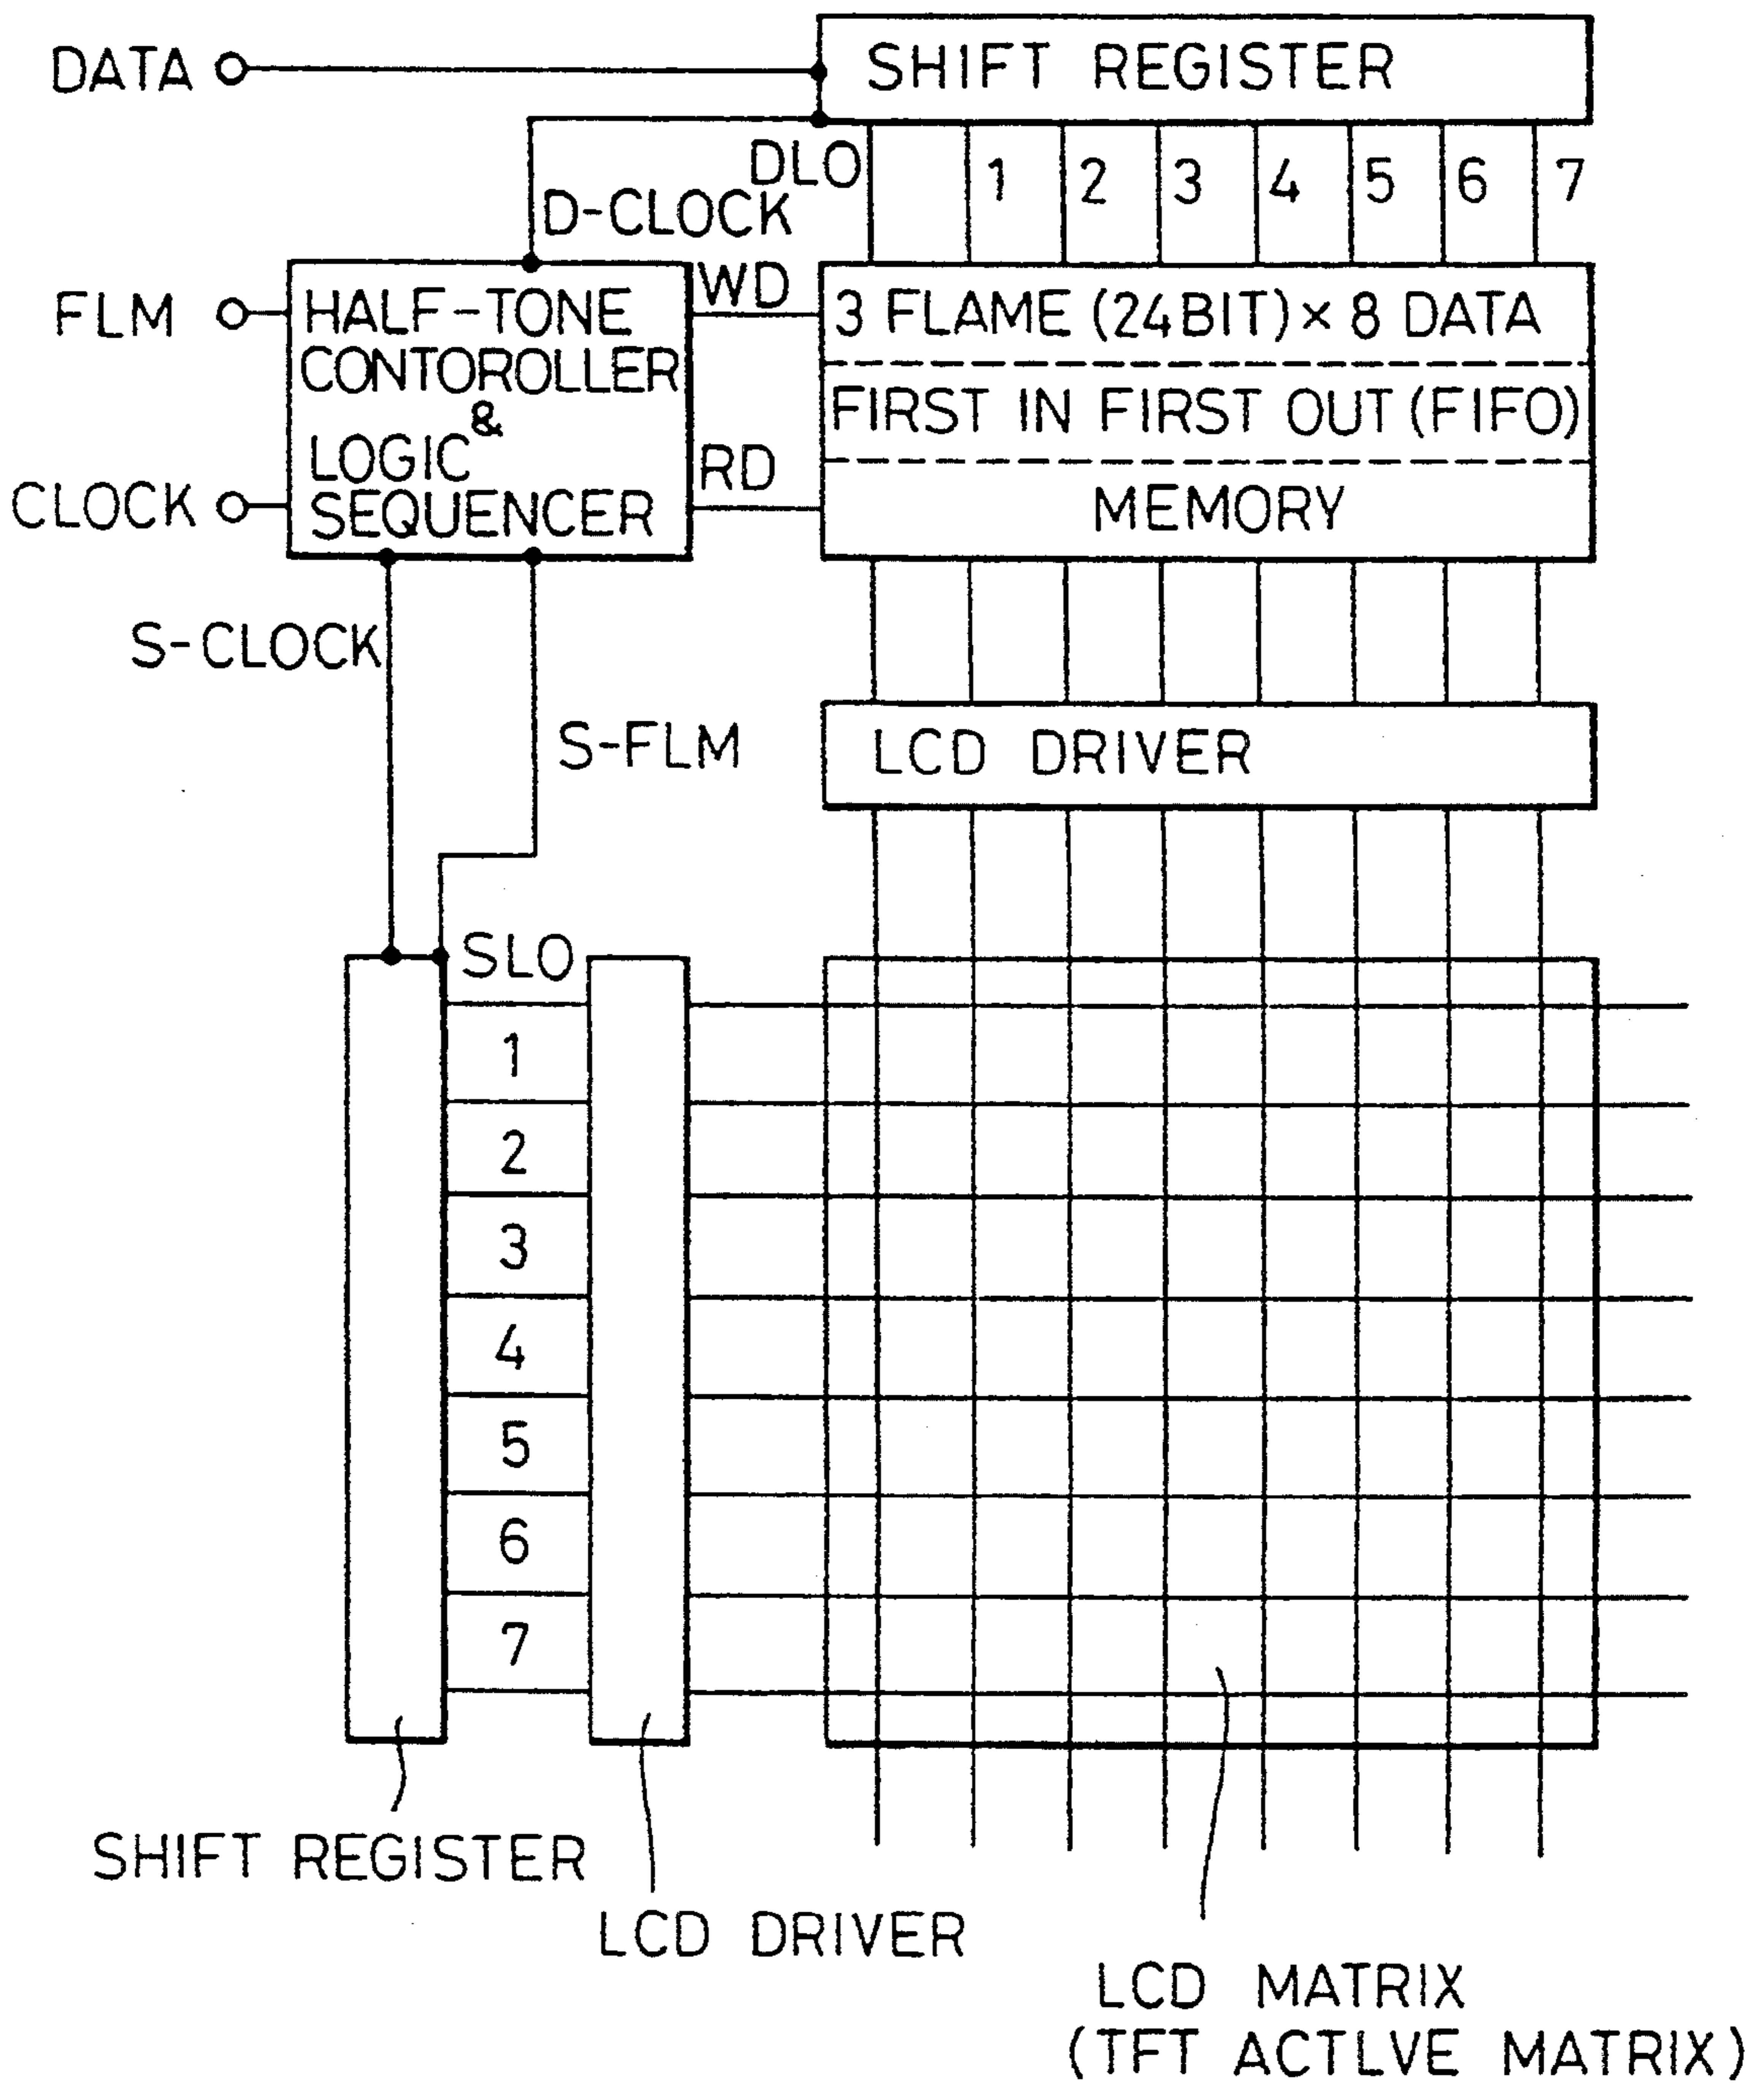 DATA
SHIFT REGISTER
DLO 1 2 3 4 5 6 7
D-CLOCK
FLM
HALF-TONE
CONTOROLLER
&
LOGIC
SEQUENCER
WD
RD
3 FLAME (24BIT) × 8 DATA
FIRST IN FIRST OUT (FIFO)
MEMORY
CLOCK
S-CLOCK
S-FLM
LCD DRIVER
SLO
1
2
3
4
5
6
7
SHIFT REGISTER
LCD DRIVER
LCD MATRIX
(TFT ACTLVE MATRIX)